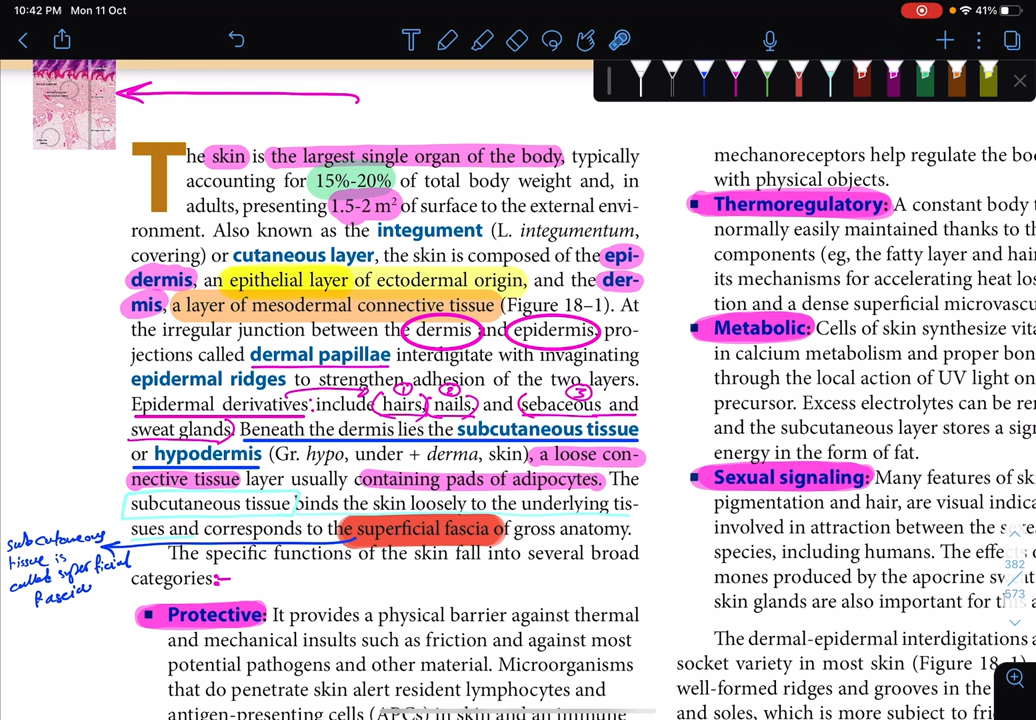 10:42 PM Mon 11 Oct
41%
The skin is the largest single organ of the body, typically
accounting for 15%-20% of total body weight and, in
adults, presenting 1.5-2 m² of surface to the external envi-
ronment. Also known as the integument (L. integumentum,
covering) or cutaneous layer, the skin is composed of the epi-
dermis, an epithelial layer of ectodermal origin, and the der-
mis, a layer of mesodermal connective tissue (Figure 18–1). At
the irregular junction between the dermis and epidermis pro-
jections called dermal papillae interdigitate with invaginating
epidermal ridges to strengthen adhesion of the two layers.
1 2 3
Epidermal derivatives: include hairs, nails, and sebaceous and
sweat glands. Beneath the dermis lies the subcutaneous tissue
or hypodermis (Gr. hypo, under + derma, skin), a loose con-
nective tissue layer usually containing pads of adipocytes. The
subcutaneous tissue binds the skin loosely to the underlying tis-
sues and corresponds to the superficial fascia of gross anatomy.
subcutaneous
tissue is
called superficial
fascia
The specific functions of the skin fall into several broad
categories:-
■ Protective: It provides a physical barrier against thermal
and mechanical insults such as friction and against most
potential pathogens and other material. Microorganisms
that do penetrate skin alert resident lymphocytes and
antigen-presenting cells (APCs) in skin and an immune
mechanoreceptors help regulate the
with physical objects.
■ Thermoregulatory: A constant body
normally easily maintained thanks to
components (eg, the fatty layer and
its mechanisms for accelerating heat
tion and a dense superficial
■ Metabolic: Cells of skin synthesize
in calcium metabolism and proper
through the local action of UV light on
precursor. Excess electrolytes can be
and the subcutaneous layer stores a
energy in the form of fat.
■ Sexual signaling: Many features of
pigmentation and hair, are visual
involved in attraction between the
species, including humans. The
mones produced by the apocrine
skin glands are also important for
382
573
The dermal-epidermal interdigitations
socket variety in most skin (Figure
well-formed ridges and grooves in the
and soles, which is more subject to